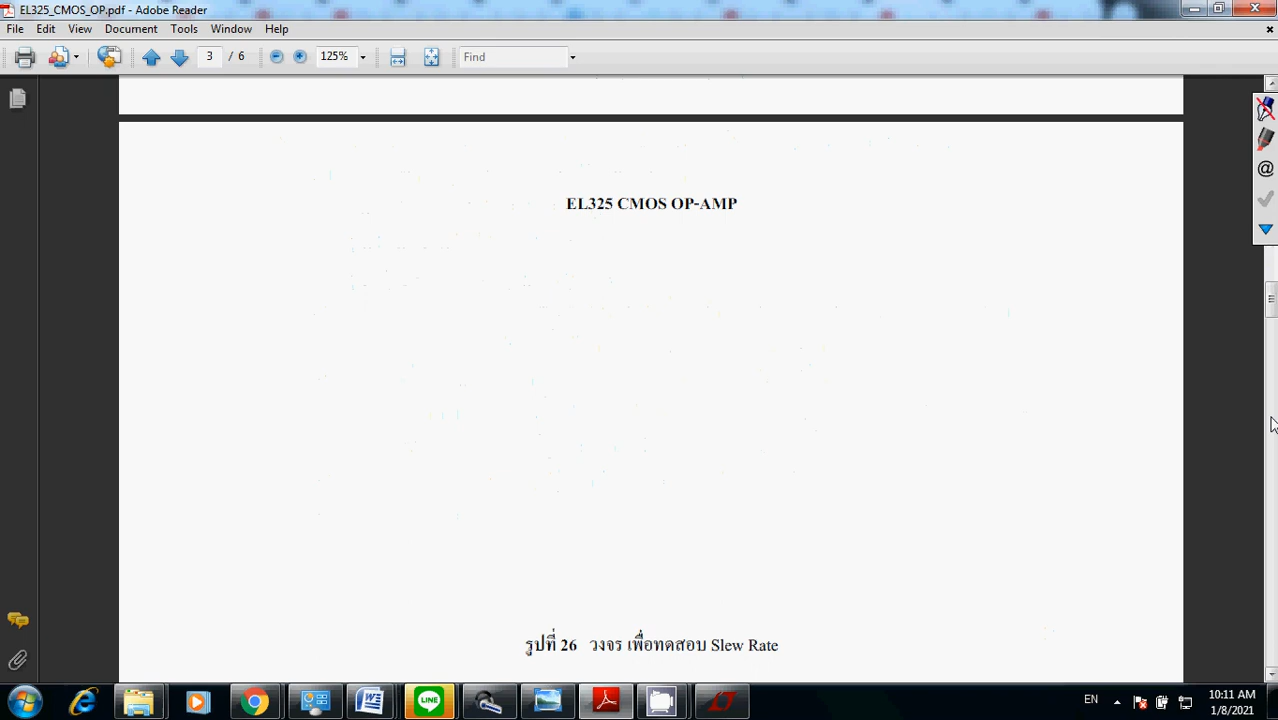 EL325_CMOS_OP.pdf - Adobe Reader
File Edit View Document Tools Window Help
3 / 6 125% Find
EL325 CMOS OP-AMP
รูปที่ 26 วงจร เพื่อทดสอบ Slew Rate
LINE
EN
10:11 AM
1/8/2021